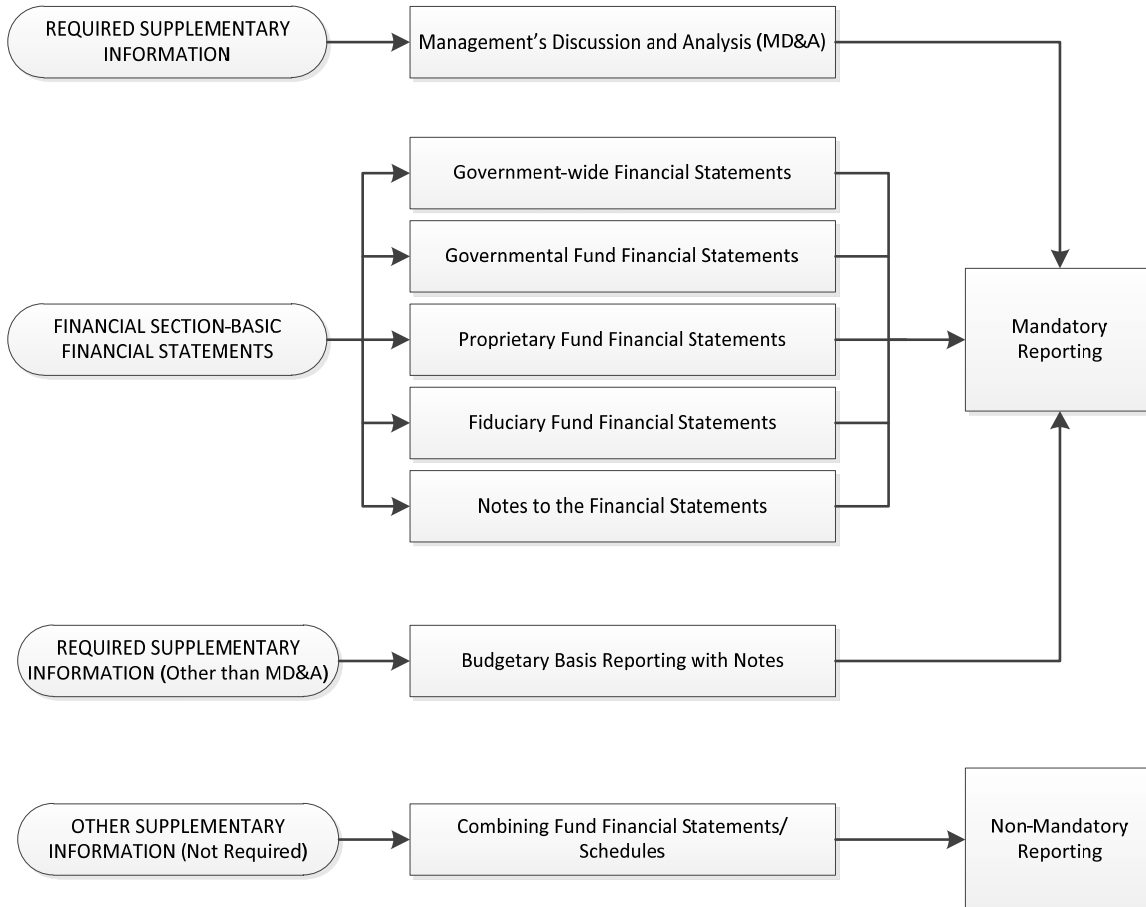 REQUIRED SUPPLEMENTARY
INFORMATION
Management's Discussion and Analysis (MD&A)
Government-wide Financial Statements
Governmental Fund Financial Statements
FINANCIAL SECTION-BASIC
FINANCIAL STATEMENTS
Proprietary Fund Financial Statements
Mandatory
Reporting
Fiduciary Fund Financial Statements
Notes to the Financial Statements
REQUIRED SUPPLEMENTARY
INFORMATION (Other than MD&A)
Budgetary Basis Reporting with Notes
OTHER SUPPLEMENTARY
INFORMATION (Not Required)
Combining Fund Financial Statements/
Schedules
Non-Mandatory
Reporting